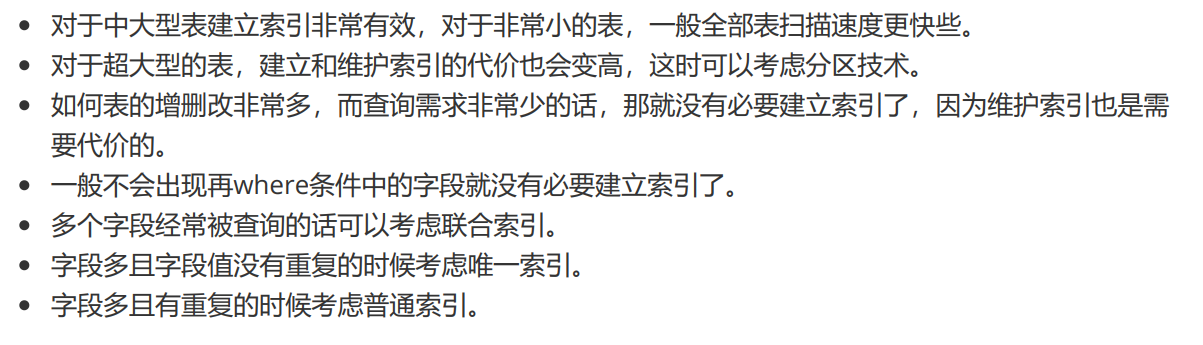 对于中大型表建立索引非常有效，对于非常小的表，一般全部表扫描速度更快些。
对于超大型的表，建立和维护索引的代价也会变高，这时可以考虑分区技术。
如何表的增删改非常多，而查询需求非常少的话，那就没有必要建立索引了，因为维护索引也是需
要代价的。
一般不会出现再where条件中的字段就没有必要建立索引了。
多个字段经常被查询的话可以考虑联合索引。
字段多且字段值没有重复的时候考虑唯一索引。
字段多且有重复的时候考虑普通索引。